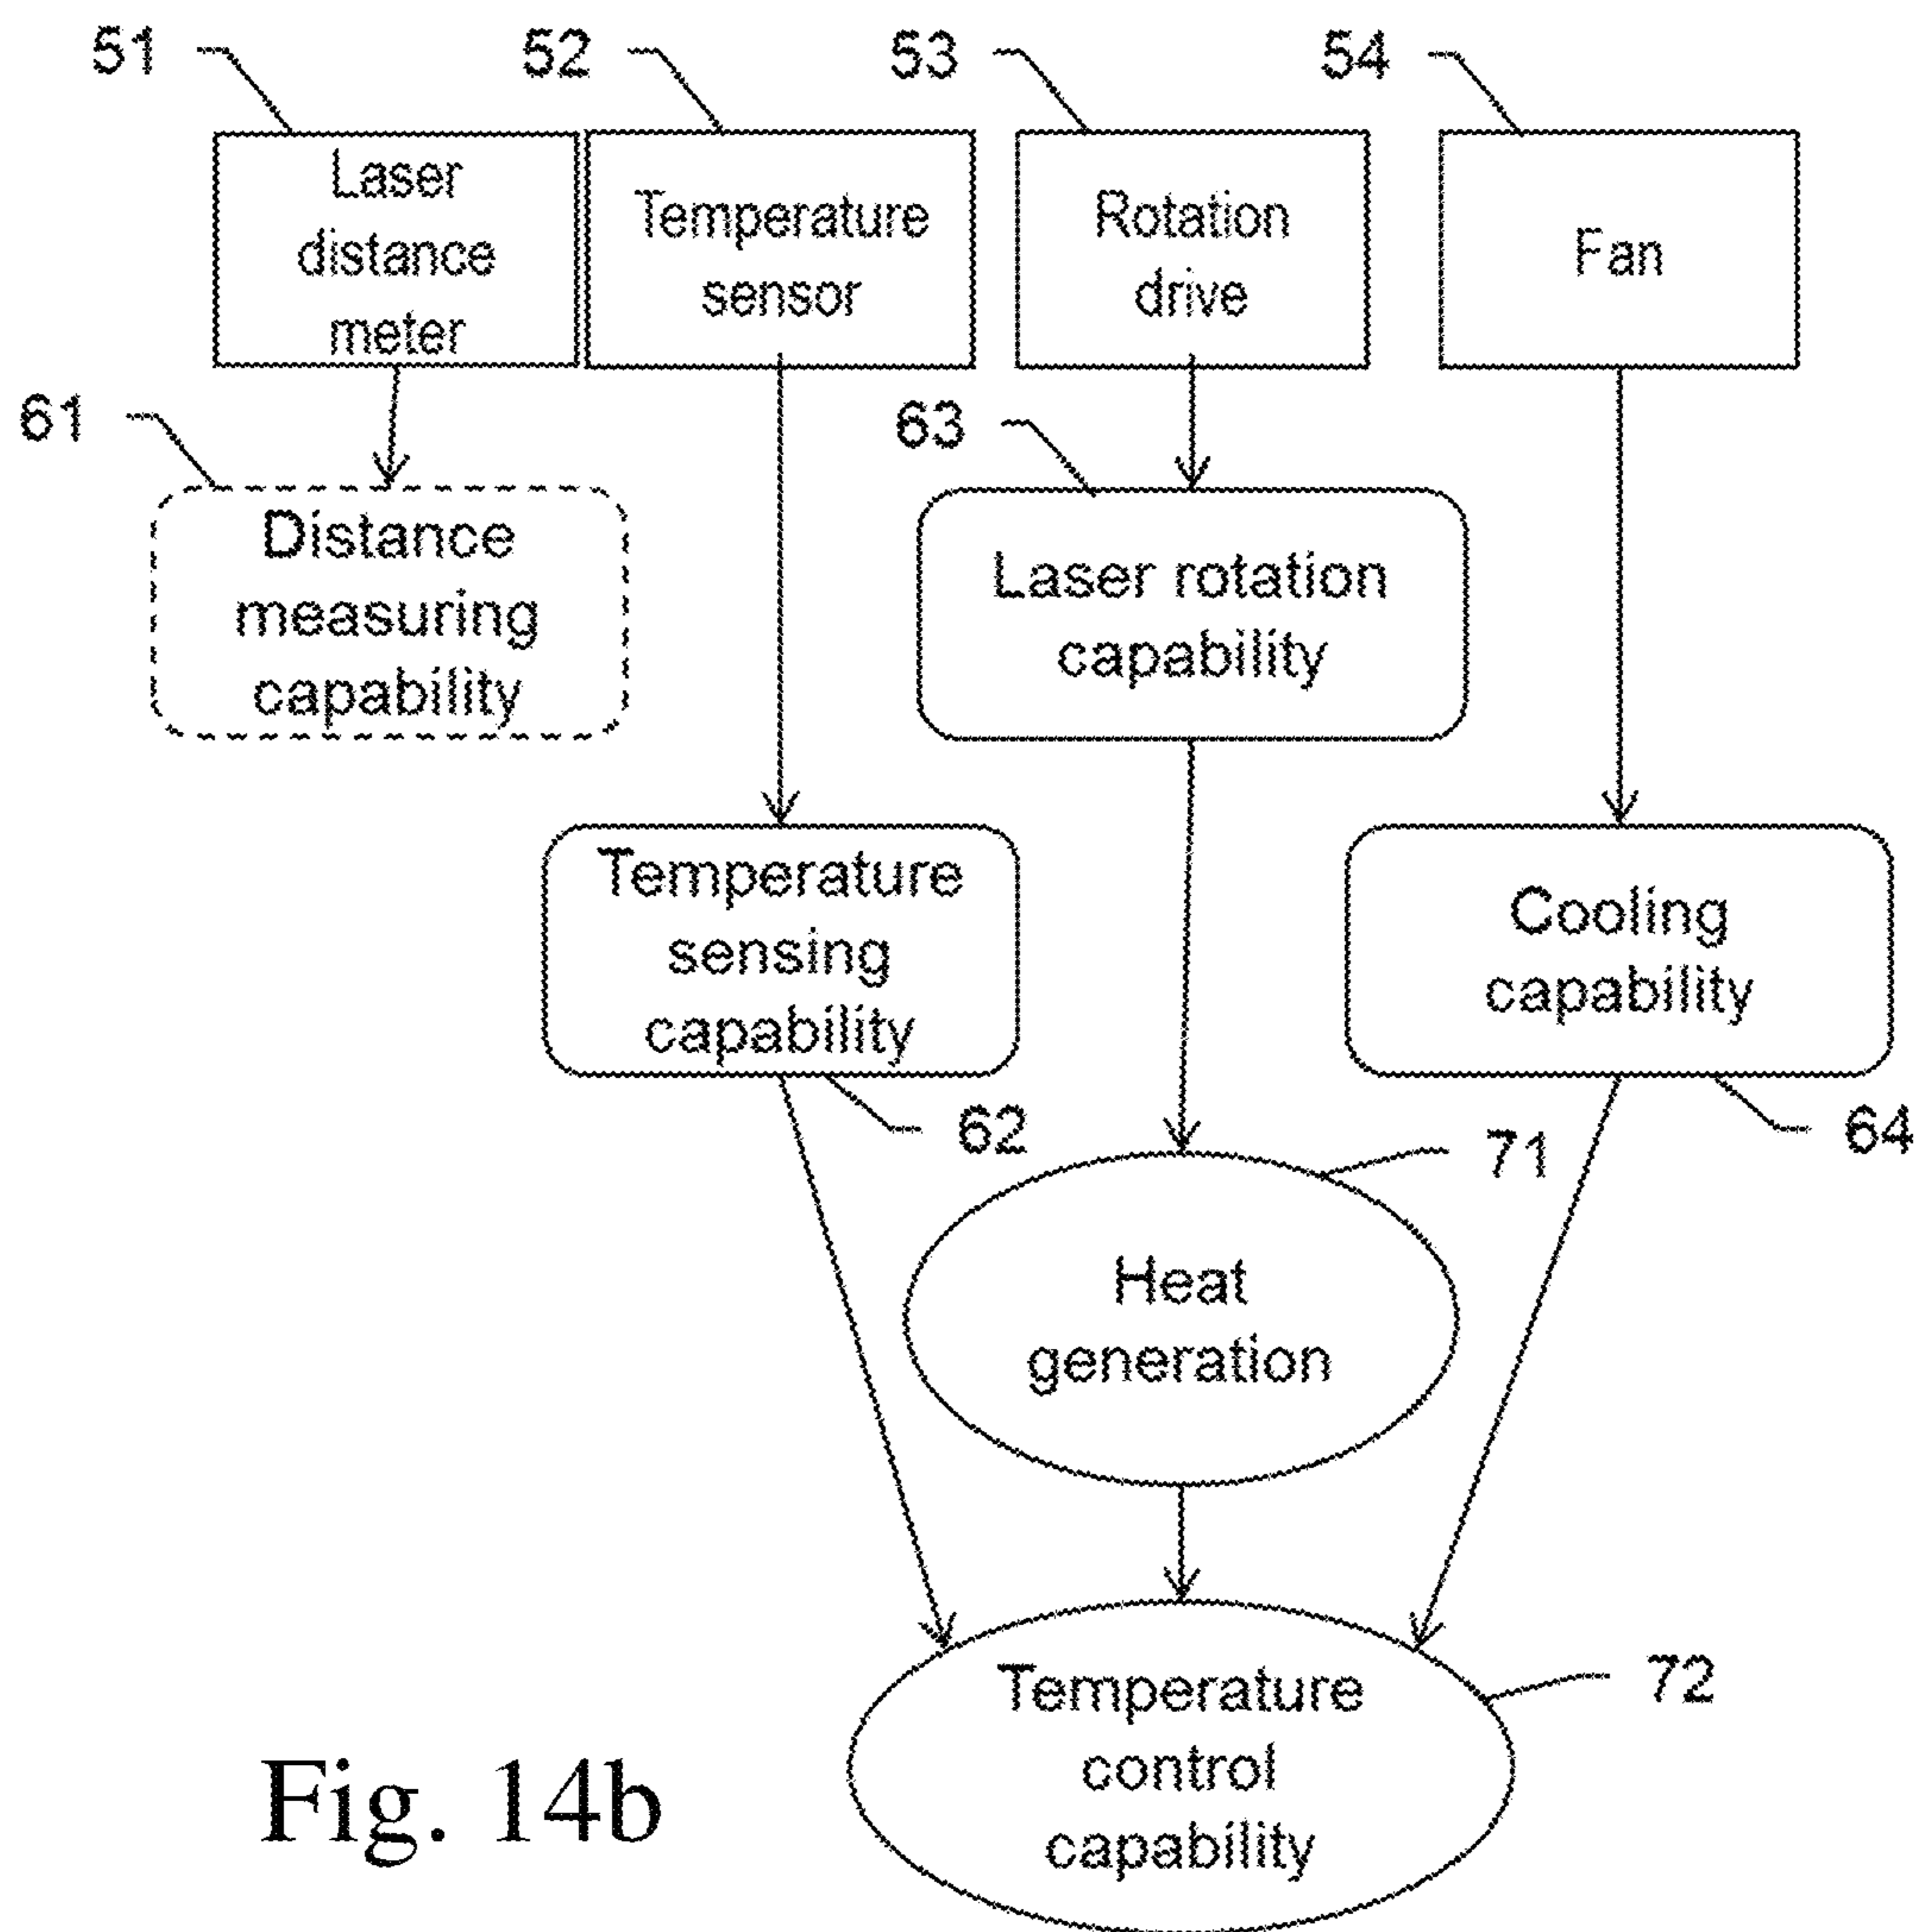 51
52
53
54
Laser
distance
meter
Temperature
sensor
Rotation
drive
Fan
61
63
Distance
measuring
capability
Laser rotation
capability
Temperature
sensing
capability
Cooling
capability
62
64
71
Heat
generation
72
Temperature
control
capability
Fig. 14b